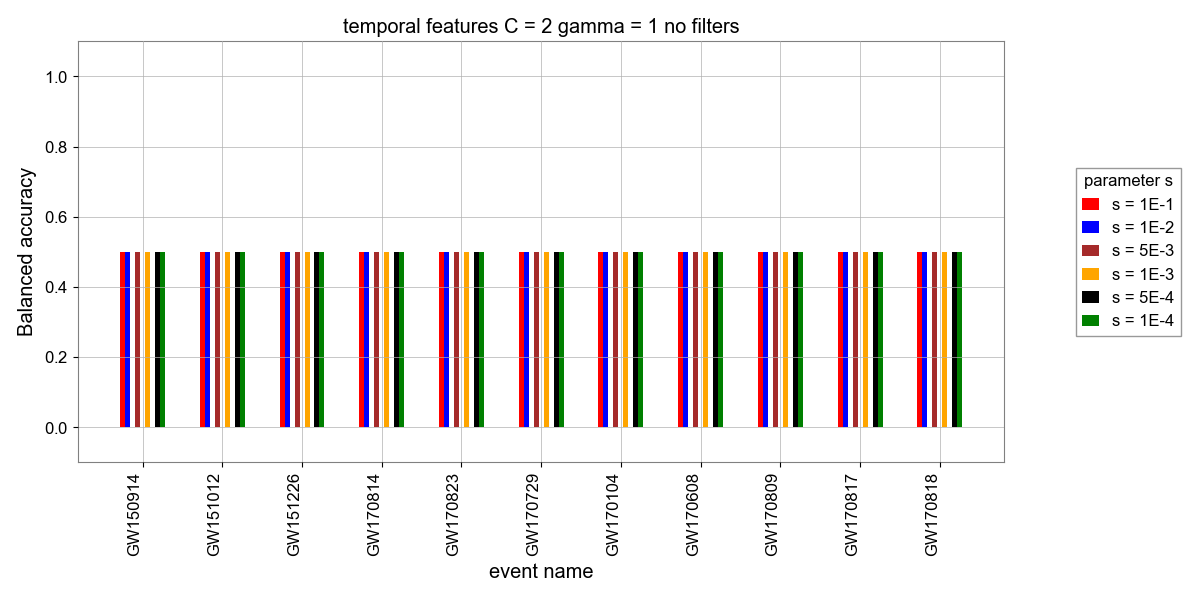 temporal features C = 2 gamma = 1 no filters
Balanced accuracy
1.0
0.8
0.6
0.4
0.2
0.0
GW150914
GW151012
GW151226
GW170814
GW170823
GW170729
GW170104
GW170608
GW170809
GW170817
GW170818
event name
parameter s
s = 1E-1
s = 1E-2
s = 5E-3
s = 1E-3
s = 5E-4
s = 1E-4